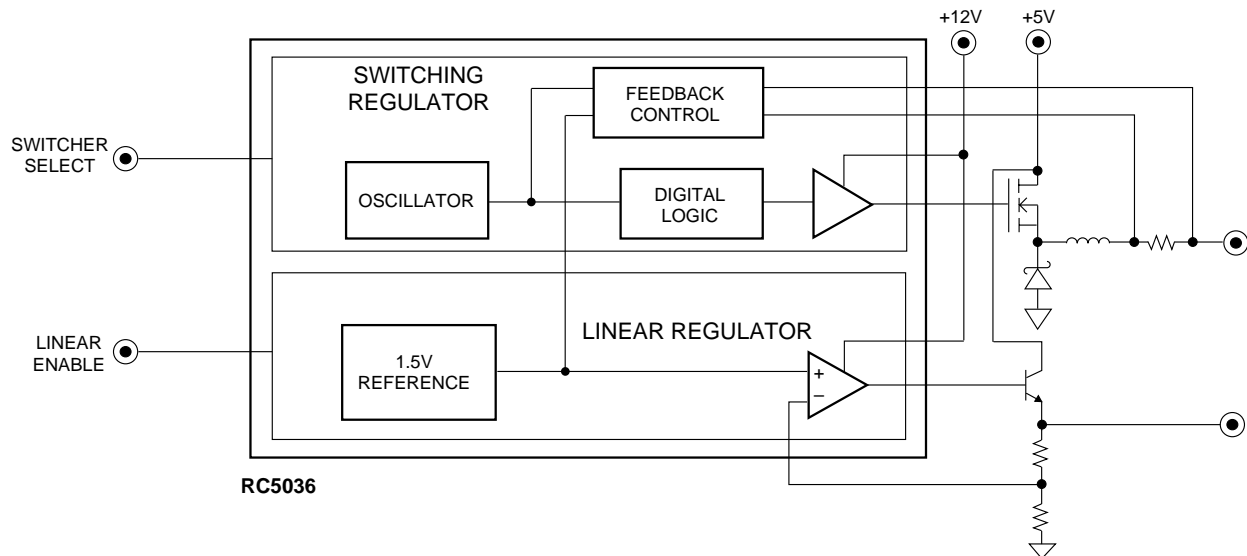 +12V
+5V
SWITCHING
REGULATOR
FEEDBACK
CONTROL
SWITCHER
SELECT
OSCILLATOR
DIGITAL
LOGIC
LINEAR REGULATOR
LINEAR
ENABLE
1.5V
REFERENCE
+
–
RC5036